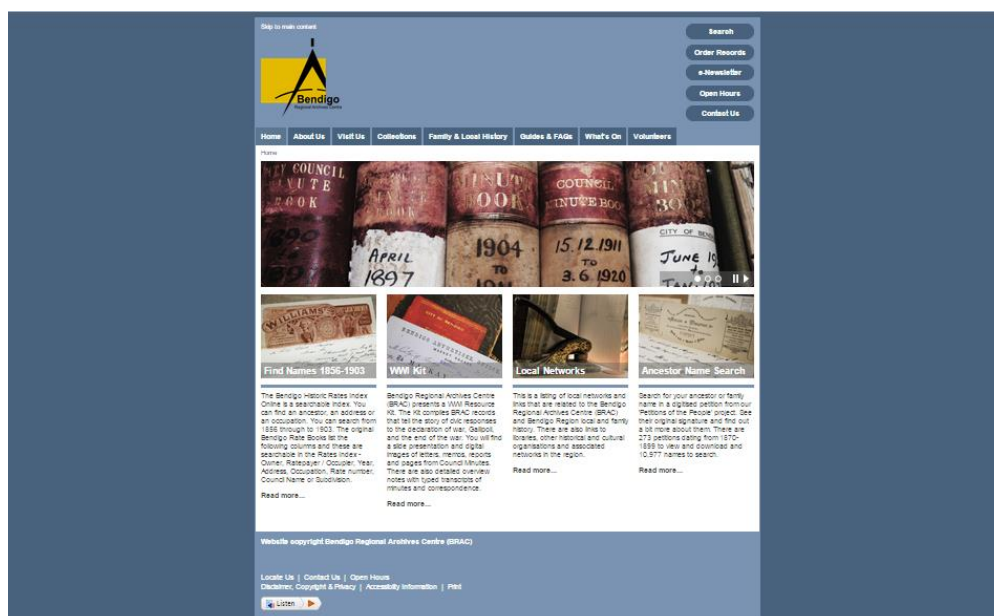 Skip to main content
Search
Order Records
e-Newsletter
Open Hours
Contact Us
Bendigo
Regional Archives Centre
Home About Us Visit Us Collections Family & Local History Guides & FAQs What's On Volunteers
Home
COUNCIL
MINUTE
BOOK
1890
1897
BOOK
APRIL
1897
MINUTE
BOOK
1904
TO
COUNCIL
MINUTE BOOK
15.12.1911
TO
3.6.1920
CITY OF
JUNE
WILLIAMS'S
Find Names 1856-1903
WWI Kit
Local Networks
Ancestor Name Search
The Bendigo Historic Rates Index
Online is a searchable index. You
can find an ancestor, an address or
an occupation. You can search from
1856 through to 1903. The original
Bendigo Rate Books list the
following columns and these are
searchable in the Rates Index -
Owner, Ratepayer / Occupier, Year,
Address, Occupation, Rate number,
Council Name or Subdivision.
Read more...
Bendigo Regional Archives Centre
(BRAC) presents a WWI Resource
Kit. The Kit compiles BRAC records
that tell the story of civic responses
to the declaration of war, Gallipoli,
and the end of the war. You will find
a slide presentation and digital
images of letters, memos, reports
and pages from Council Minutes.
There are also detailed overview
notes with typed transcripts of
minutes and correspondence.
Read more...
This is a listing of local networks and
links that are related to the Bendigo
Regional Archives Centre (BRAC)
and Bendigo Region local and family
history. There are also links to
libraries, other historical and cultural
organisations and associated
networks in the region.
Read more...
Search for your ancestor or family
name in a digitised petition from our
'Petitions of the People' project. See
their original signature and find out
a bit more about them. There are
273 petitions dating from 1870-
1899 to view and download and
10,977 names to search.
Read more...
Website copyright Bendigo Regional Archives Centre (BRAC)
Locate Us | Contact Us | Open Hours
Disclaimer, Copyright & Privacy | Accessibility Information | Print
Listen